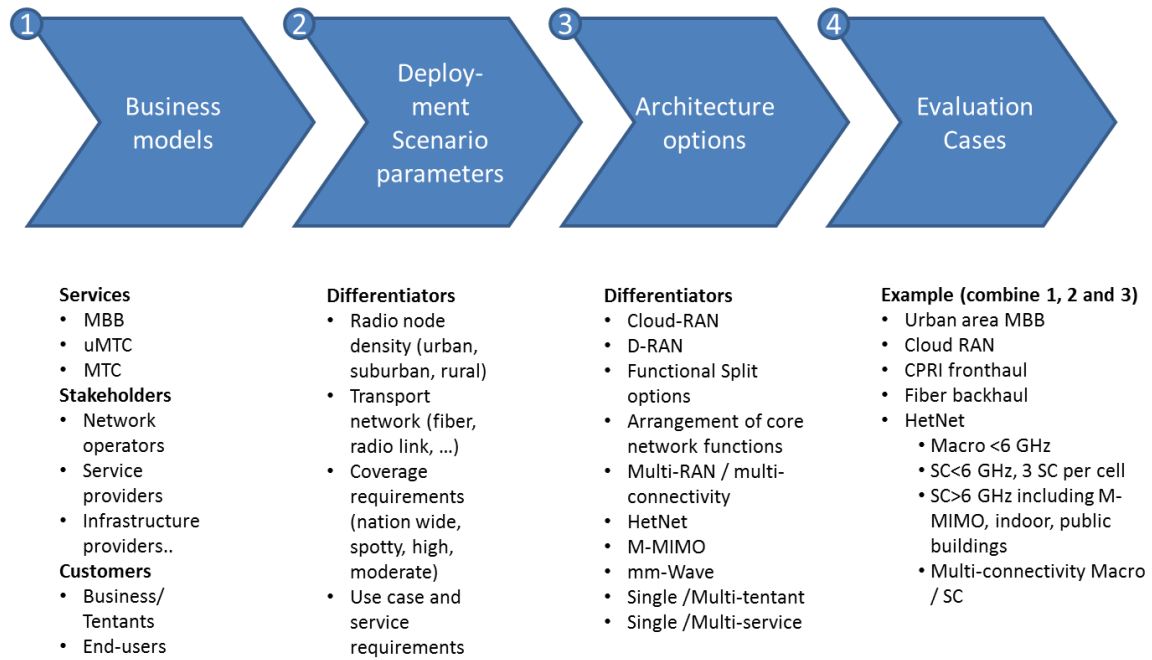 1
Business
models
2
Deploy-
ment
Scenario
parameters
3
Architecture
options
4
Evaluation
Cases
Services
• MBB
• uMTC
• MTC
Stakeholders
• Network
operators
• Service
providers
• Infrastructure
providers..
Customers
• Business/
Tentants
• End-users
Differentiators
• Radio node
density (urban,
suburban, rural)
• Transport
network (fiber,
radio link, ...)
• Coverage
requirements
(nation wide,
spotty, high,
moderate)
• Use case and
service
requirements
Differentiators
• Cloud-RAN
• D-RAN
• Functional Split
options
• Arrangement of core
network functions
• Multi-RAN / multi-
connectivity
• HetNet
• M-MIMO
• mm-Wave
• Single /Multi-tentant
• Single /Multi-service
Example (combine 1, 2 and 3)
• Urban area MBB
• Cloud RAN
• CPRI fronthaul
• Fiber backhaul
• HetNet
• Macro <6 GHz
• SC<6 GHz, 3 SC per cell
• SC>6 GHz including M-
MIMO, indoor, public
buildings
• Multi-connectivity Macro
/ SC